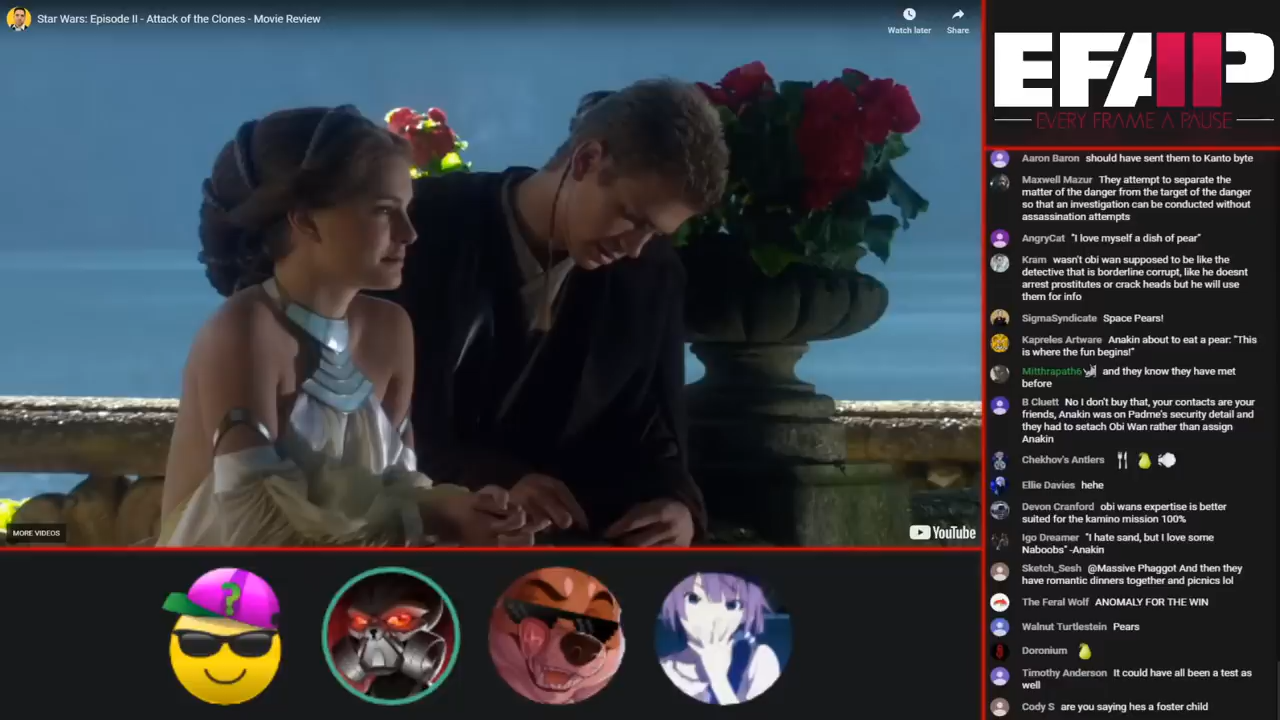 Star Wars: Episode II - Attack of the Clones - Movie Review
Watch later
Share
MORE VIDEOS
YouTube
EFAP
EVERY FRAME A PAUSE
Aaron Baron should have sent them to Kanto byte
Maxwell Mazur They attempt to separate the
matter of the danger from the target of the danger
so that an investigation can be conducted without
assassination attempts
AngryCat "I love myself a dish of pear"
Kram wasn't obi wan supposed to be like the
detective that is borderline corrupt, like he doesnt
arrest prostitutes or crack heads but he will use
them for info
SigmaSyndicate Space Pears!
Kapreles Artware Anakin about to eat a pear: "This
is where the fun begins!"
Mitthrapath6 and they know they have met
before
B Cluett No I don't buy that, your contacts are your
friends, Anakin was on Padme's security detail and
they had to setach Obi Wan rather than assign
Anakin
Chekhov's Antlers 🍴 🍐 💨
Ellie Davies hehe
Devon Cranford obi wans expertise is better
suited for the kamino mission 100%
Igo Dreamer "I hate sand, but I love some
Naboobs" -Anakin
Sketch_Sesh @Massive Phaggot And then they
have romantic dinners together and picnics lol
The Feral Wolf ANOMALY FOR THE WIN
Walnut Turtlestein Pears
Doronium 🍐
Timothy Anderson It could have all been a test as
well
Cody S are you saying hes a foster child
?